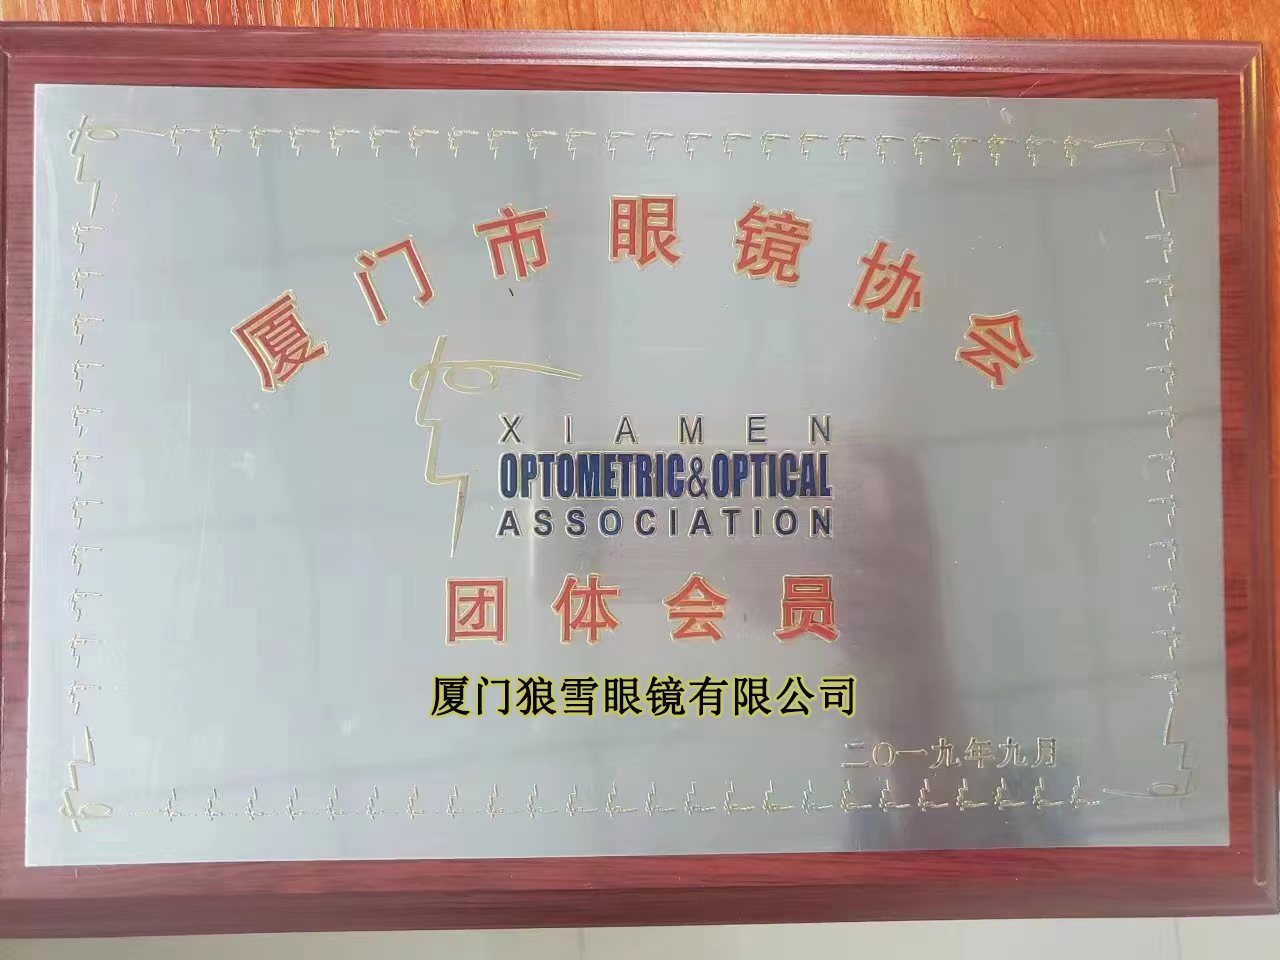 厦门市眼镜协会
XIAMEN
OPTOMETRIC&OPTICAL
ASSOCIATION
团体会员
厦门狼雪眼镜有限公司
二〇一九年九月